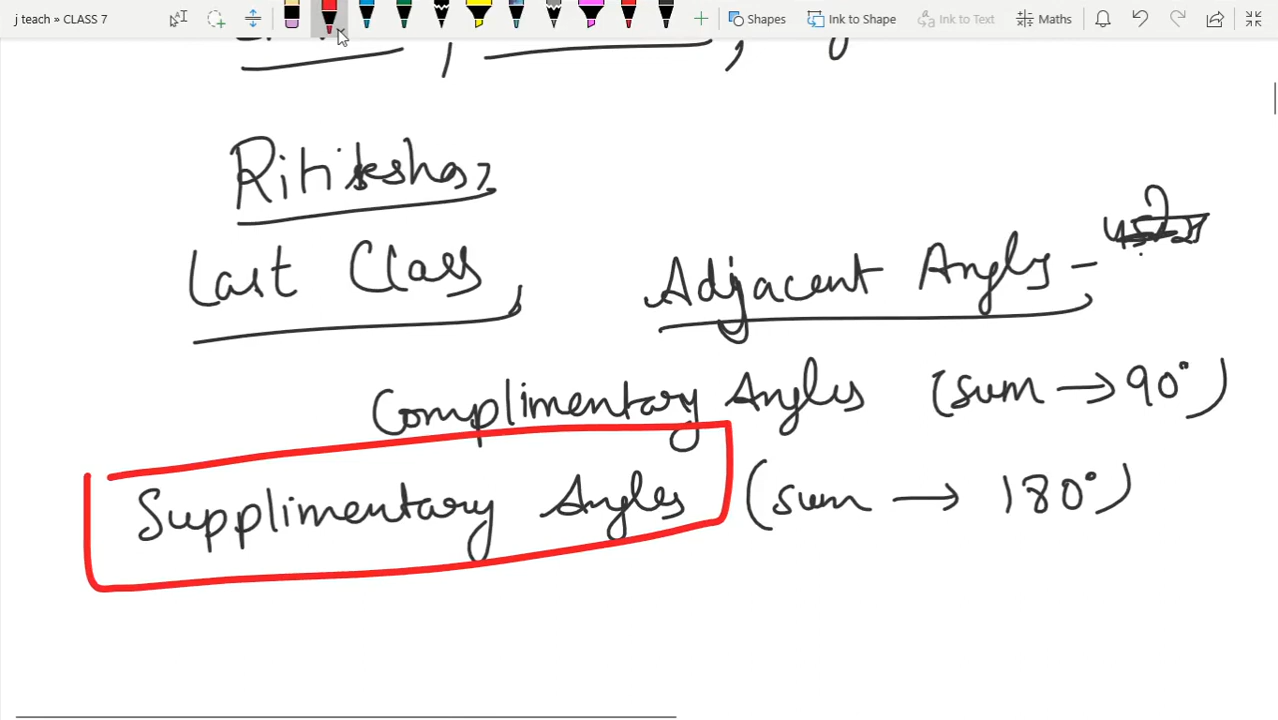 j teach » CLASS 7
Shapes Ink to Shape Ink to Text Maths
Last Class,
Adjacent Angles -
Complimentary Angles (sum → 90°)
Supplimentary Angles (sum → 180°)